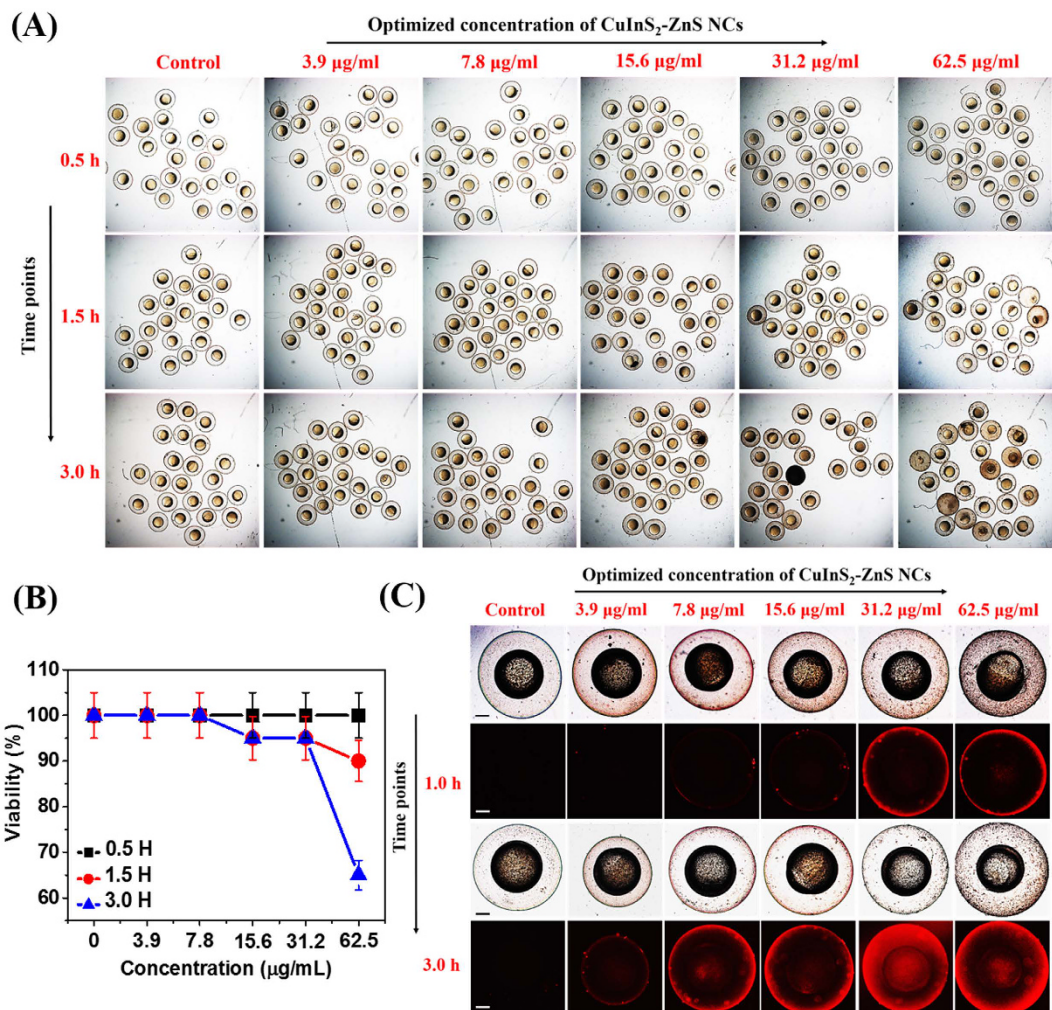 (A)
Optimized concentration of CuInS₂-ZnS NCs
Control 3.9 μg/ml 7.8 μg/ml 15.6 μg/ml 31.2 μg/ml 62.5 μg/ml
0.5 h
Time points
1.5 h
3.0 h
(B)
110
100
90
80
70
60
Viability (%)
0.5 H
1.5 H
3.0 H
0 3.9 7.8 15.6 31.2 62.5
Concentration (μg/mL)
(C)
Optimized concentration of CuInS₂-ZnS NCs
Control 3.9 μg/ml 7.8 μg/ml 15.6 μg/ml 31.2 μg/ml 62.5 μg/ml
1.0 h
Time points
3.0 h